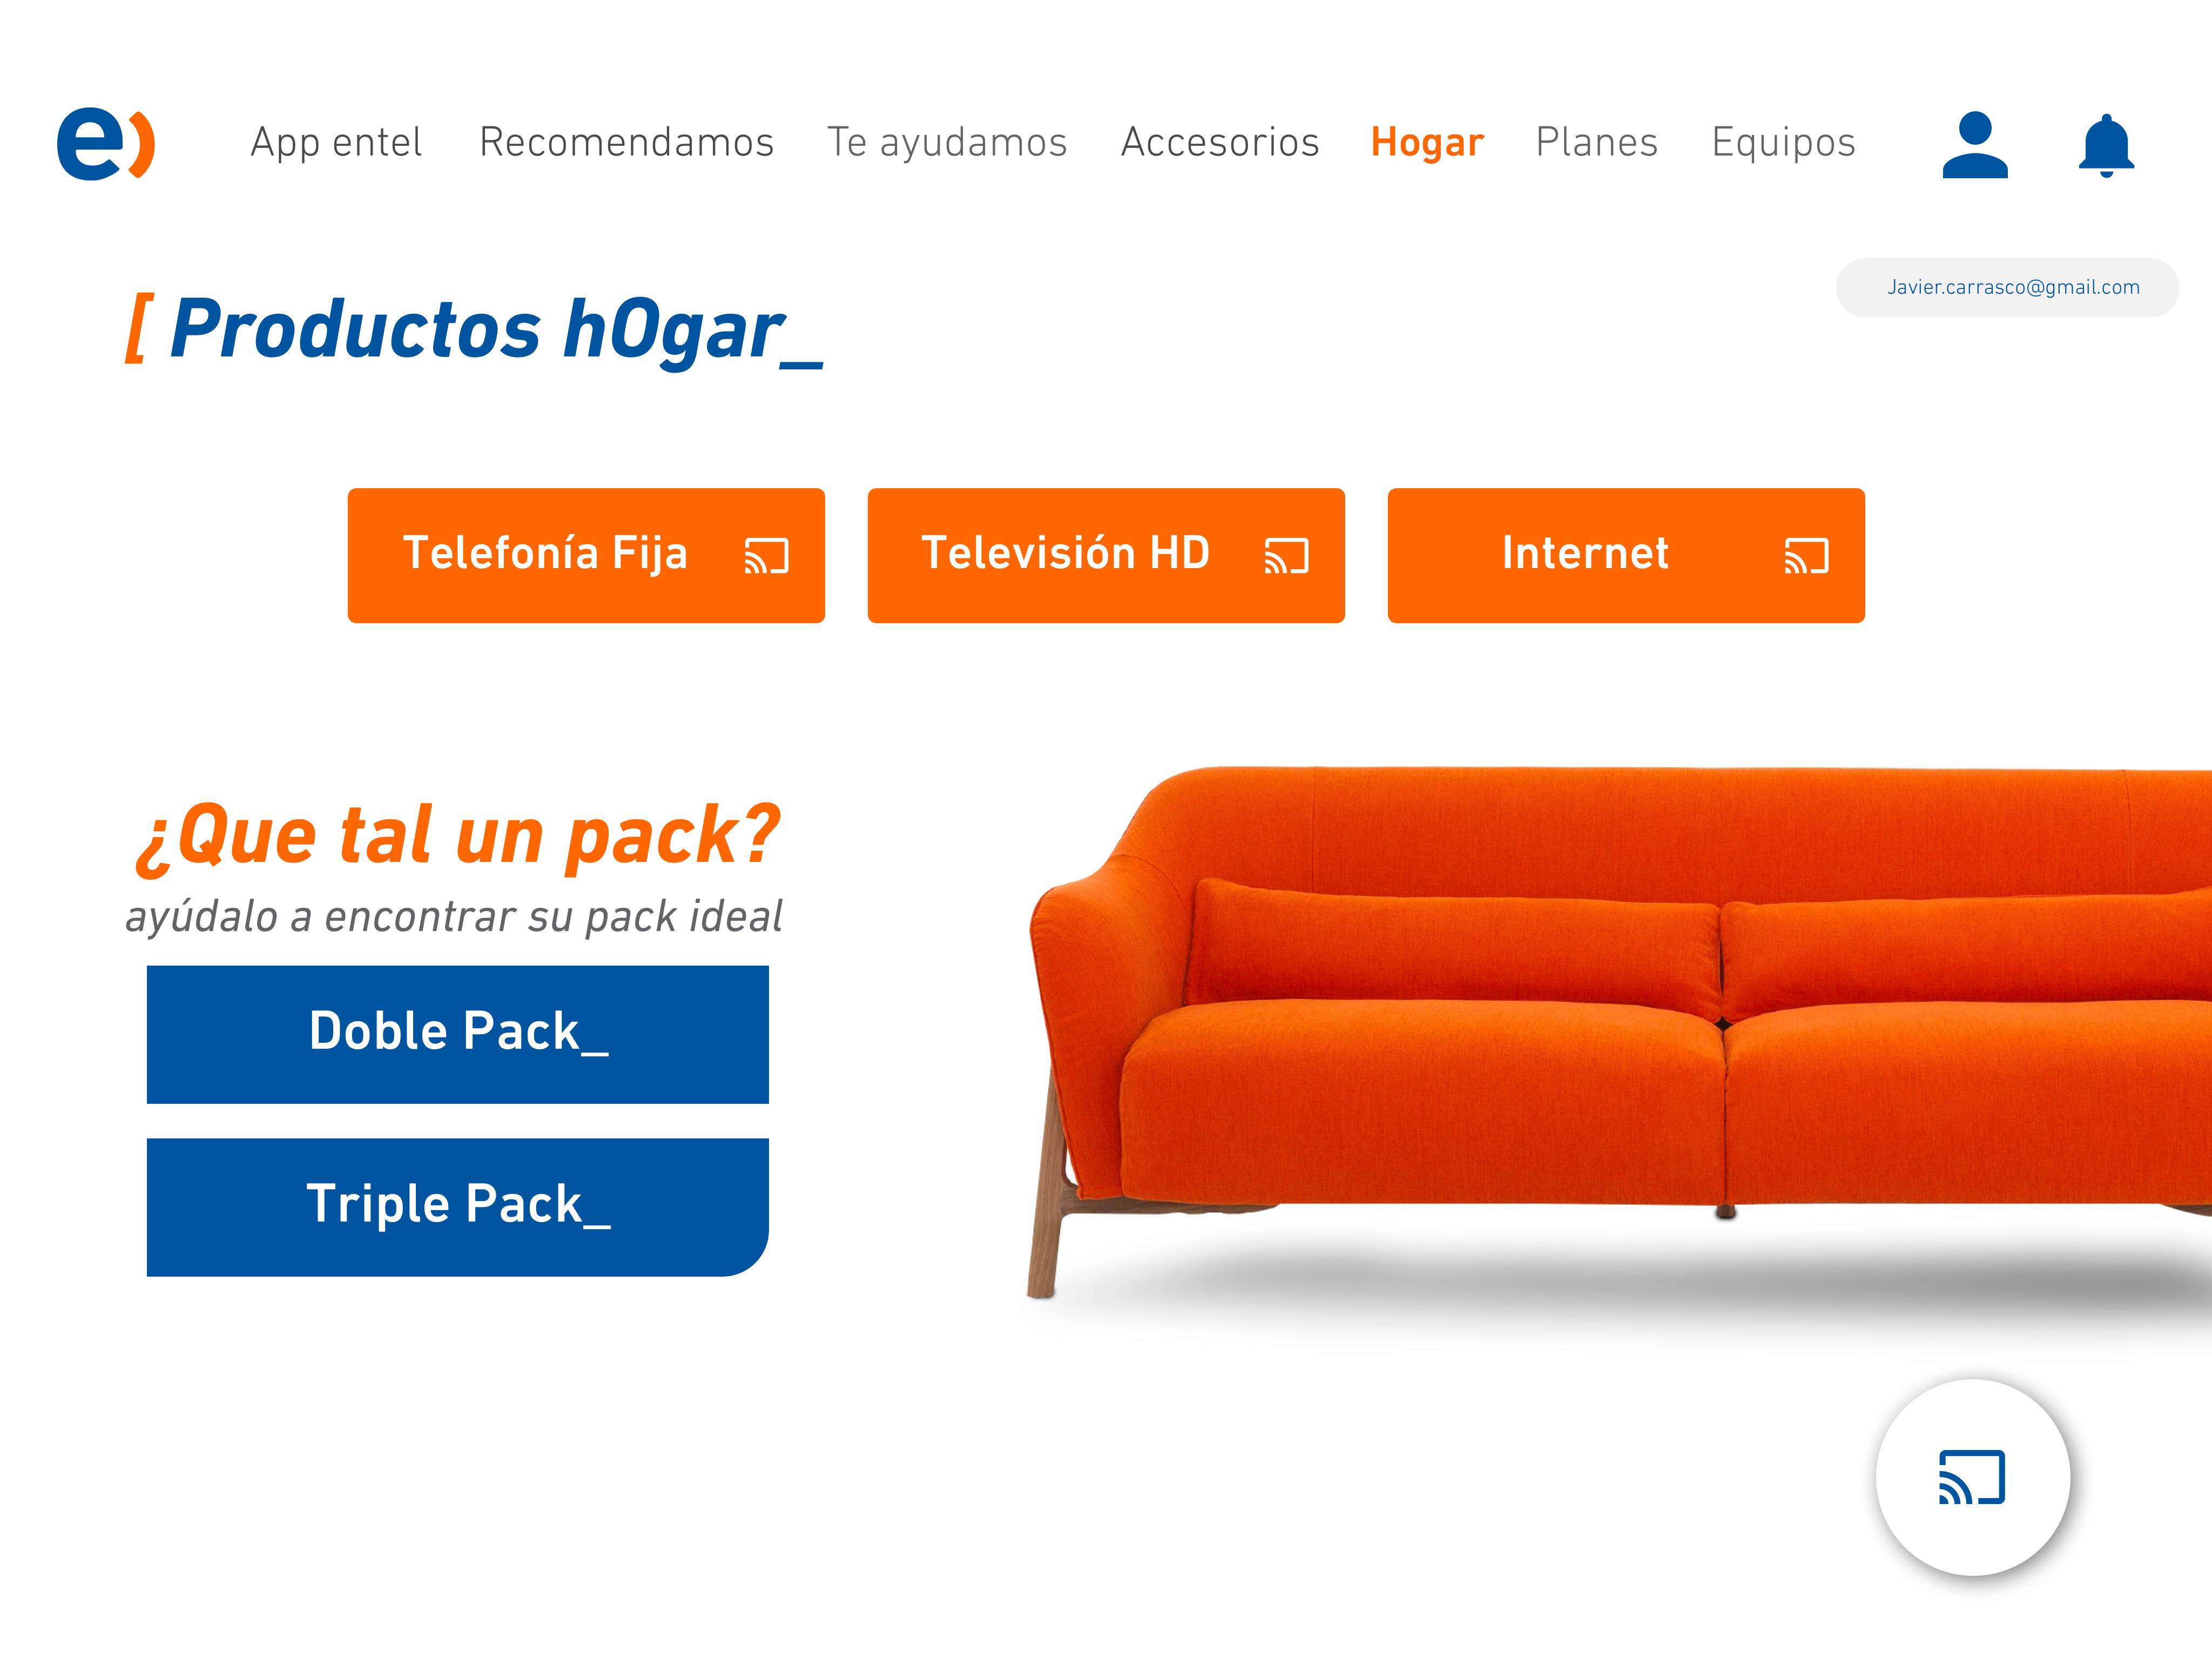 e)
App entel Recomendamos Te ayudamos Accesorios Hogar Planes Equipos
Javier.carrasco@gmail.com
[ Productos hOgar_
Telefonía Fija Televisión HD Internet
¿Que tal un pack?
ayúdalo a encontrar su pack ideal
Doble Pack_
Triple Pack_